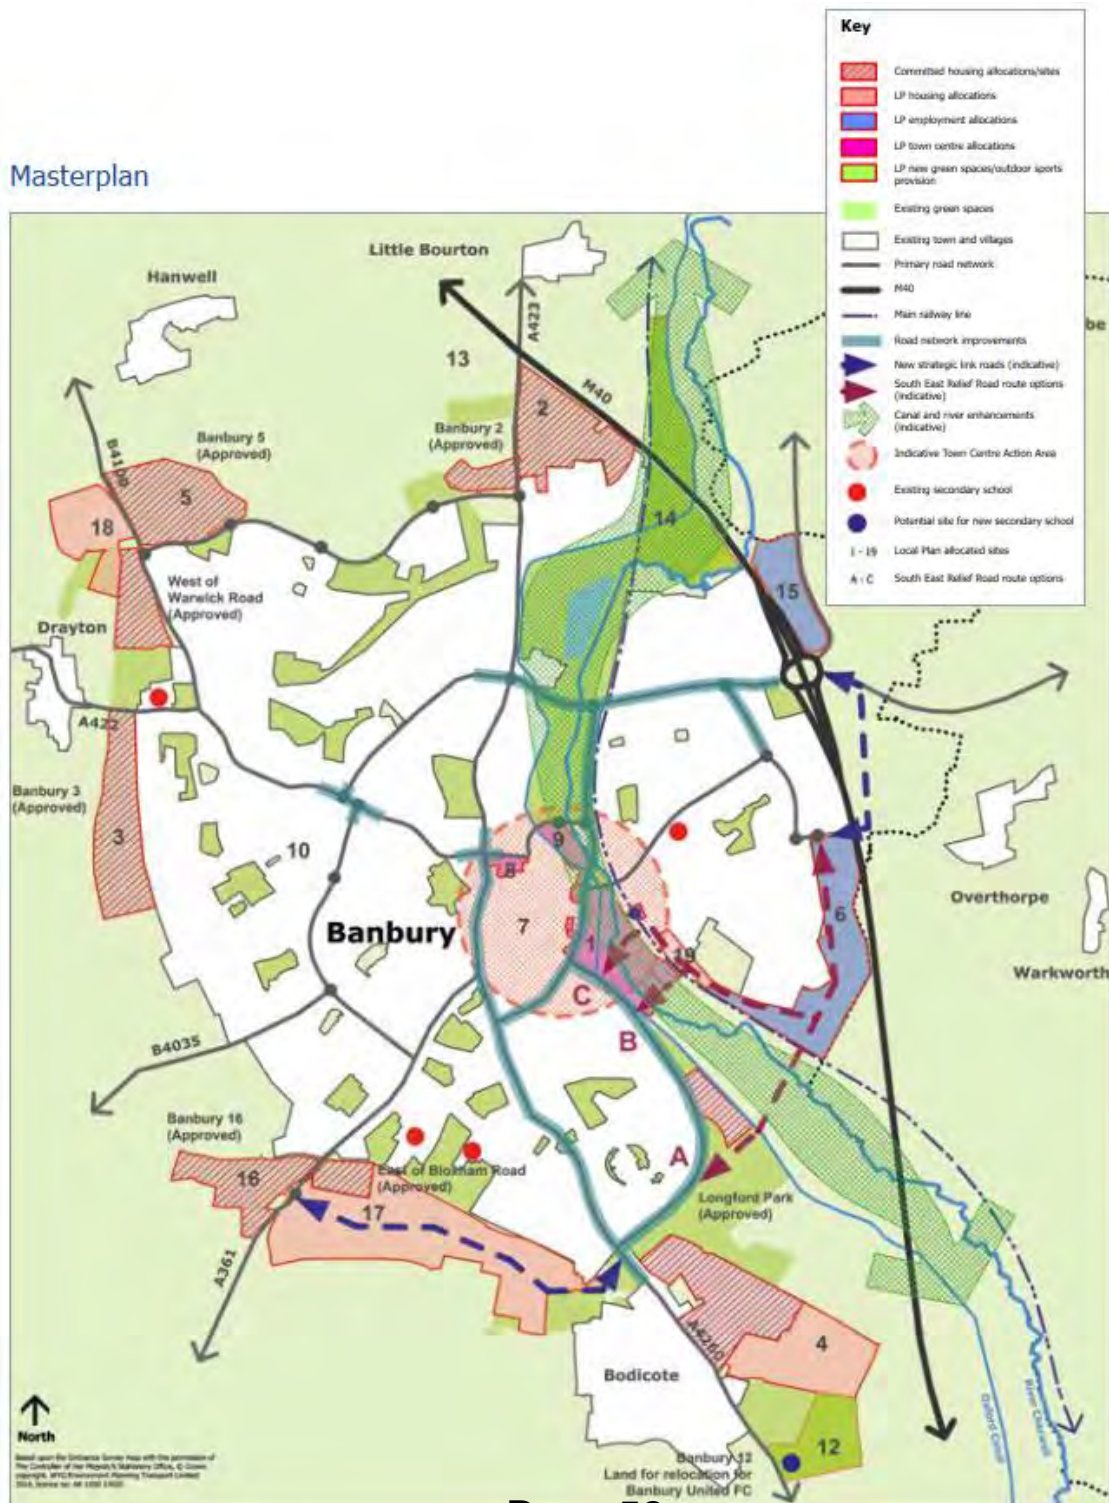 Key
Committed housing allocations/sites
LP housing allocations
LP employment allocations
LP town centre allocations
LP new green spaces/outdoor sports
provision
Existing green spaces
Existing town and villages
Primary road network
M40
Main railway line
Road network improvements
New strategic link roads (indicative)
South East Relief Road route options
(indicative)
Canal and river enhancements
(indicative)
Indicative Town Centre Action Area
Existing secondary school
Potential site for new secondary school
1 - 19 Local Plan allocated sites
A - C South East Relief Road route options
Masterplan
Little Bourton
Hanwell
A423
13
M40
2
Banbury 2
(Approved)
Banbury 5
(Approved)
B4100
5
18
14
15
West of
Warwick Road
(Approved)
Drayton
A422
Banbury 3
(Approved)
3
10
9
8
7
Banbury
1
19
6
Overthorpe
Warkworth
C
B
A
B4035
Banbury 16
(Approved)
16
East of Bloxham Road
(Approved)
17
A361
Longford Park
(Approved)
4
A4260
Bodicote
12
Banbury 12
Land for relocation for
Banbury United FC
Oxford Canal
River Cherwell
North